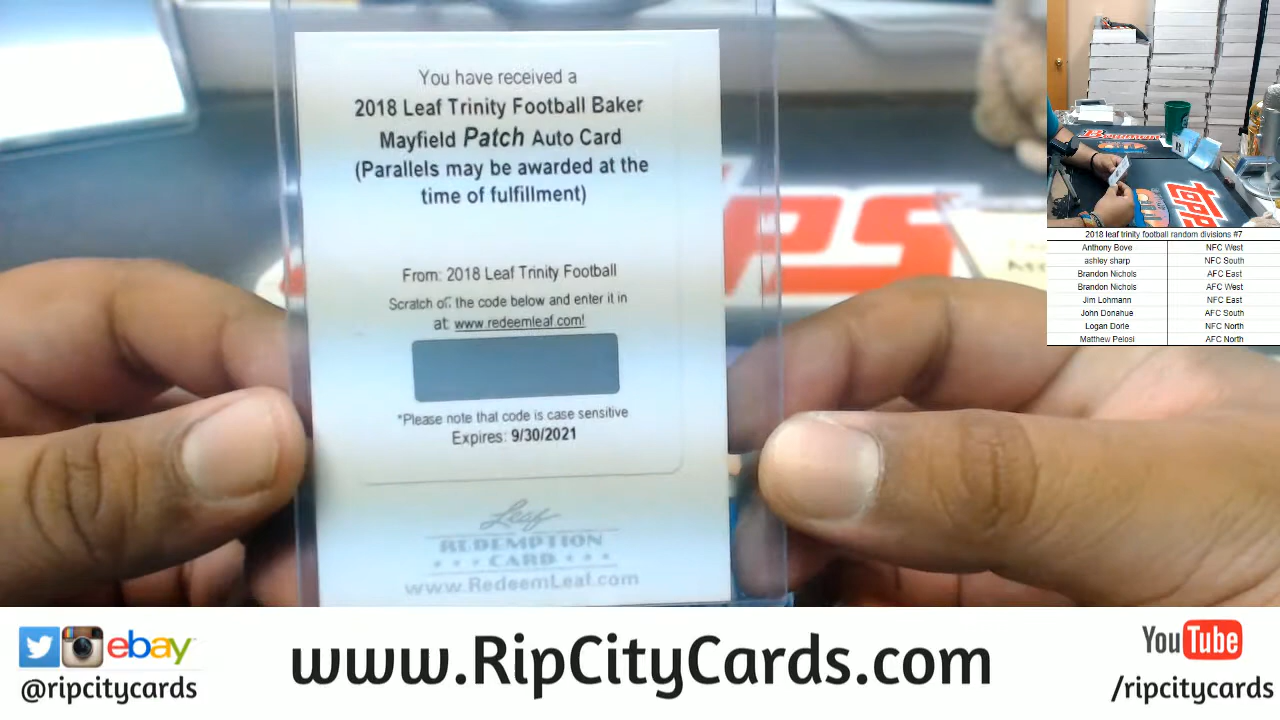 You have received a
2018 Leaf Trinity Football Baker
Mayfield Patch Auto Card
(Parallels may be awarded at the
time of fulfillment)
From: 2018 Leaf Trinity Football
Scratch off the code below and enter it in
at: www.redeemleaf.com!
*Please note that code is case sensitive
Expires: 9/30/2021
Leaf
REDEMPTION
CARD
www.RedeemLeaf.com
2018 leaf trinity football random divisions #7
Anthony Bove NFC West
ashley sharp NFC South
Brandon Nichols AFC East
Brandon Nichols AFC West
Jim Lohmann NFC East
John Donahue AFC South
Logan Dorle NFC North
Matthew Pelosi AFC North
ebay
@ripcitycards
www.RipCityCards.com
YouTube
/ripcitycards